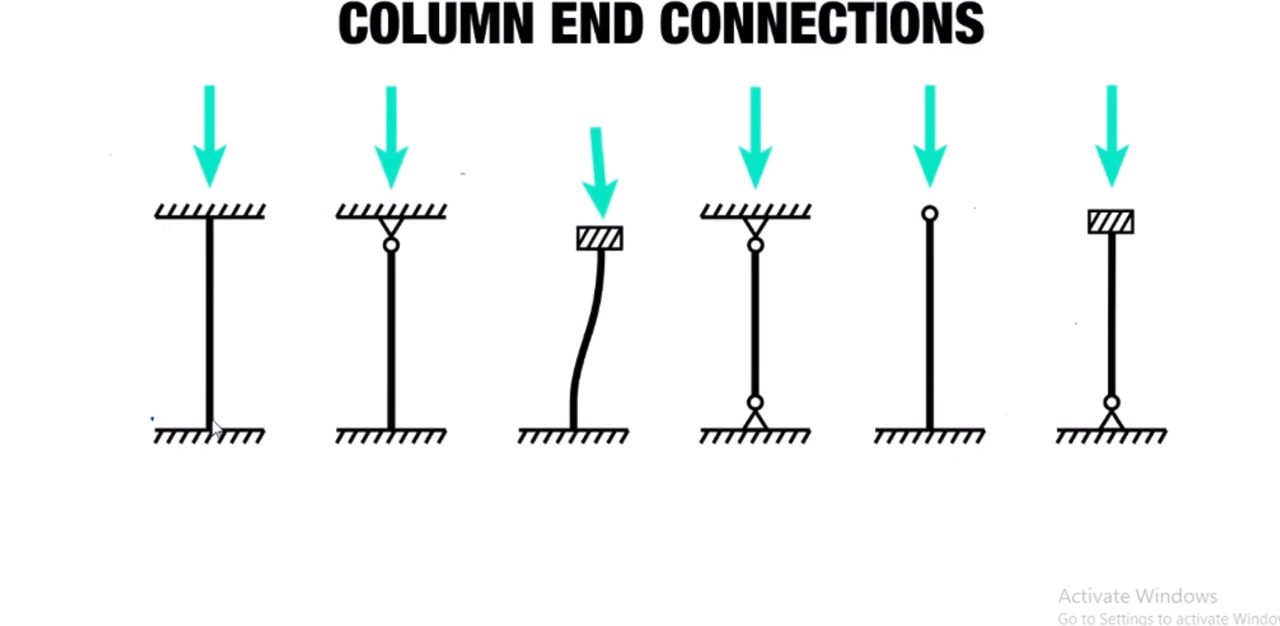 COLUMN END CONNECTIONS
Activate Windows
Go to Settings to activate Windo